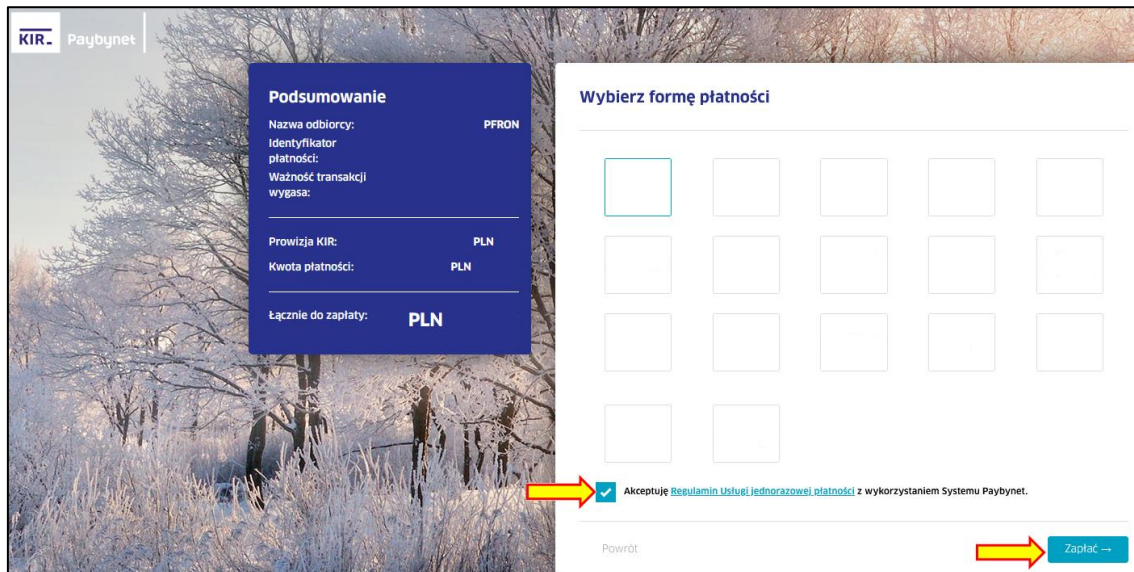 KIR. Paybynet
Podsumowanie
Nazwa odbiorcy: PFRON
Identyfikator
płatności:
Ważność transakcji
wygasa:
Prowizja KIR: PLN
Kwota płatności: PLN
Łącznie do zapłaty: PLN
Wybierz formę płatności
Akceptuję Regulamin Usługi jednorazowej płatności z wykorzystaniem Systemu Paybynet.
Powrót
Zapłać →